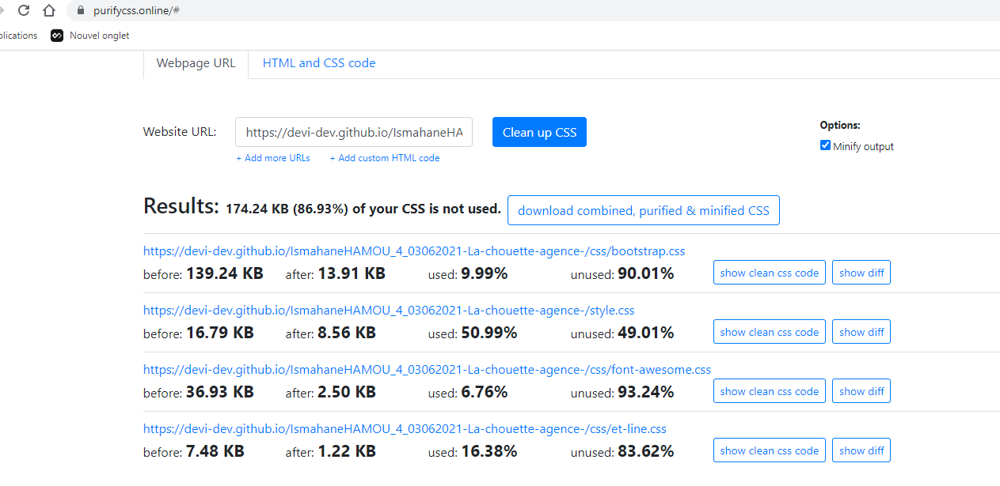 purifycss.online/#
plications Nouvel onglet
Webpage URL HTML and CSS code
Website URL: https://devi-dev.github.io/IsmahaneHA Clean up CSS Options:
Minify output
+ Add more URLs + Add custom HTML code
Results: 174.24 KB (86.93%) of your CSS is not used. download combined, purified & minified CSS
https://devi-dev.github.io/IsmahaneHAMOU_4_03062021-La-chouette-agence-/css/bootstrap.css
before: 139.24 KB after: 13.91 KB used: 9.99% unused: 90.01% show clean css code show diff
https://devi-dev.github.io/IsmahaneHAMOU_4_03062021-La-chouette-agence-/style.css
before: 16.79 KB after: 8.56 KB used: 50.99% unused: 49.01% show clean css code show diff
https://devi-dev.github.io/IsmahaneHAMOU_4_03062021-La-chouette-agence-/css/font-awesome.css
before: 36.93 KB after: 2.50 KB used: 6.76% unused: 93.24% show clean css code show diff
https://devi-dev.github.io/IsmahaneHAMOU_4_03062021-La-chouette-agence-/css/et-line.css
before: 7.48 KB after: 1.22 KB used: 16.38% unused: 83.62% show clean css code show diff